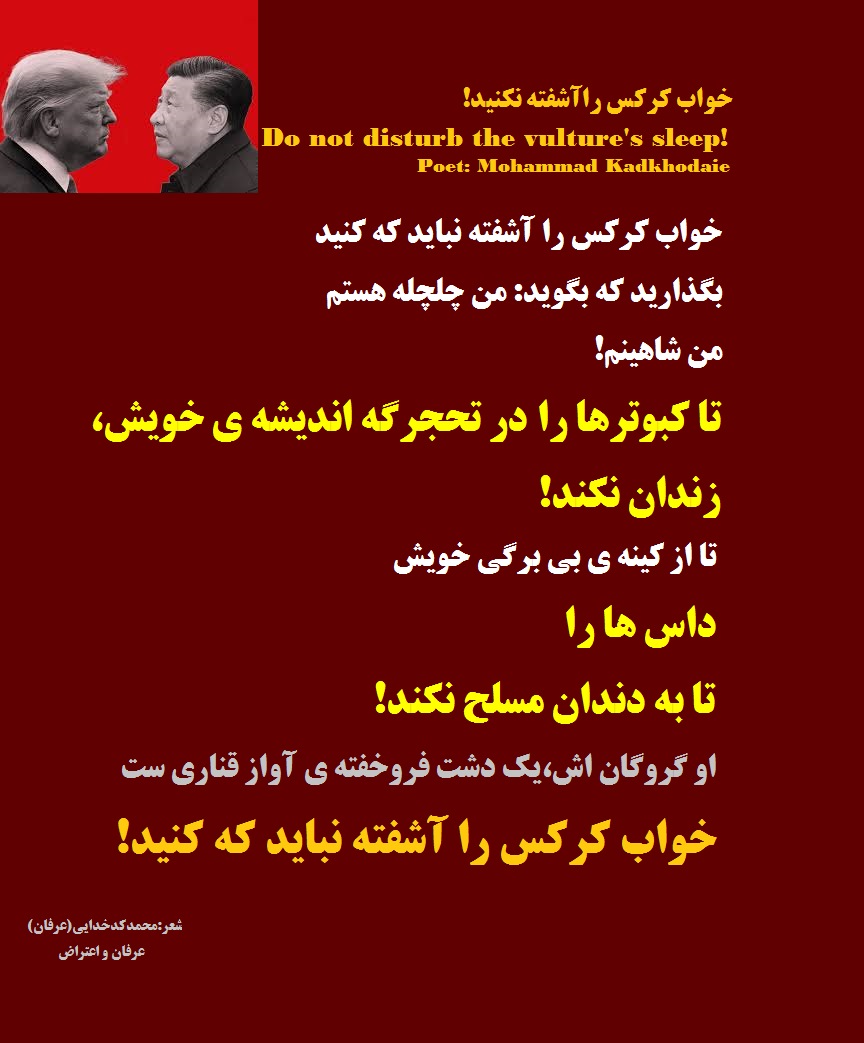 خواب کرکس راآشفته نکنید!
Do not disturb the vulture's sleep!
Poet: Mohammad Kadkhodaie
خواب کرکس را آشفته نباید که کنید
بگذارید که بگوید: من چلچله هستم
من شاهینم!
تا کبوترها را در تحجرگه اندیشه ی خویش،
زندان نکند!
تا از کینه ی بی برگی خویش
داس ها را
تا به دندان مسلح نکند!
او گروگان اش،یک دشت فروخفته ی آواز قناری ست
خواب کرکس را آشفته نباید که کنید!
شعر:محمدکدخدایی(عرفان)
عرفان و اعتراض